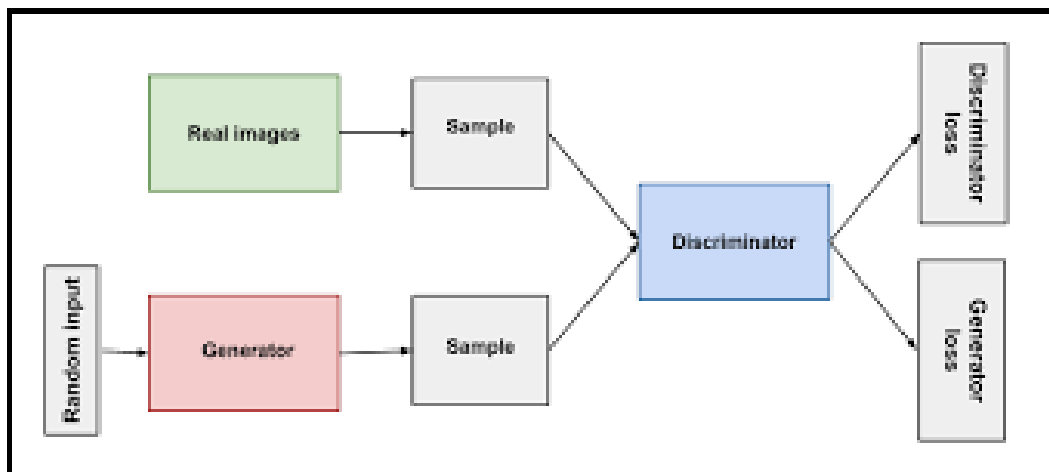 Real images
Sample
Discriminator
loss
Discriminator
Random input
Generator
Sample
Generator
loss